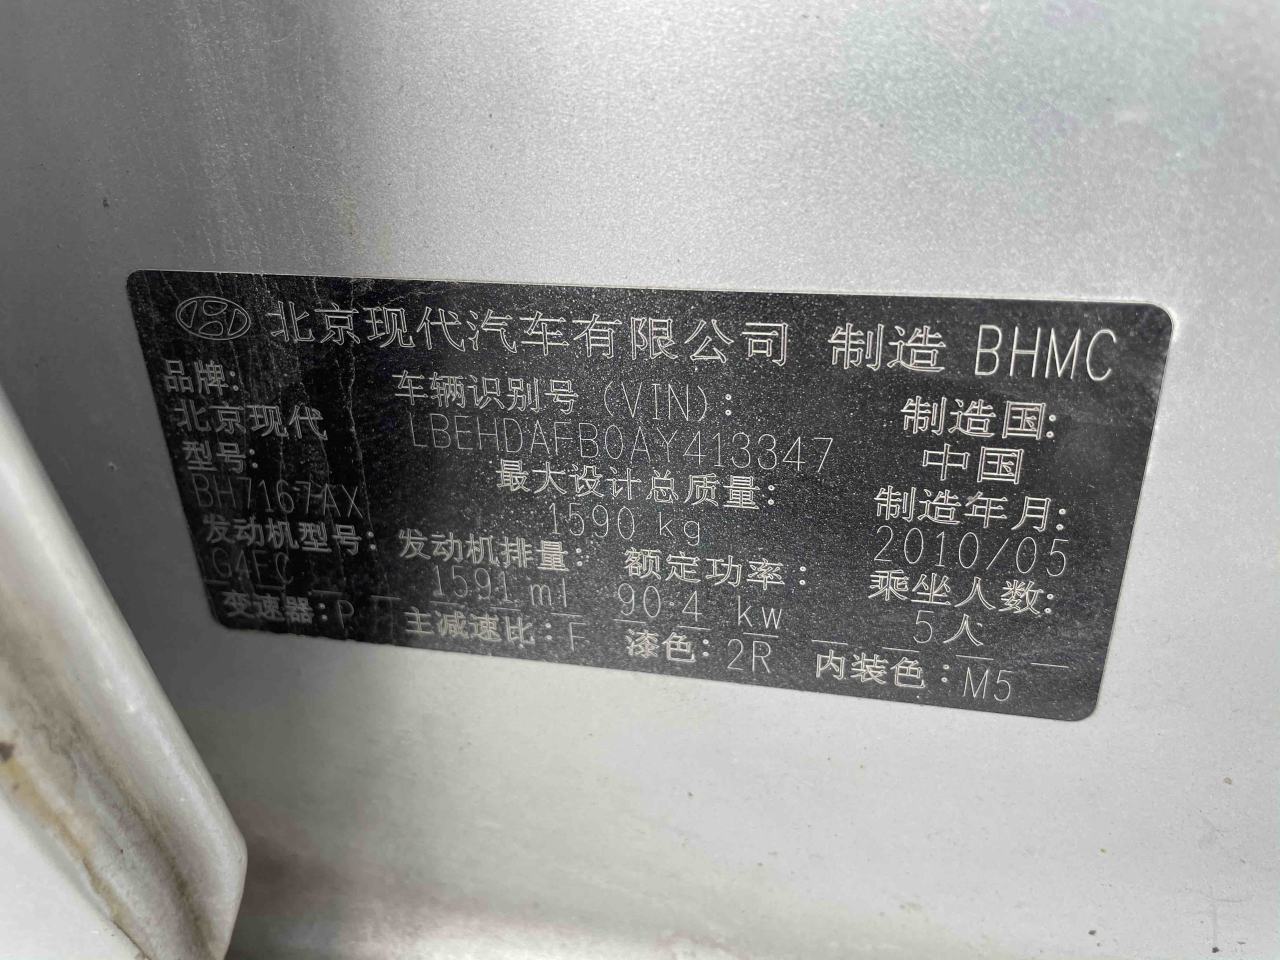 北京现代汽车有限公司 制造 BHMC
品牌: 车辆识别号 (VIN): 制造国:
北京现代 LBEHDAFB0AY413347 中国
型号: 最大设计总质量: 制造年月:
BH7167AX 1590 kg 2010/05
发动机型号: 发动机排量: 额定功率: 乘坐人数:
G4FC 1591 ml 90.4 kw 5人
变速器: P 主减速比: F 漆色: 2R 内装色: M5